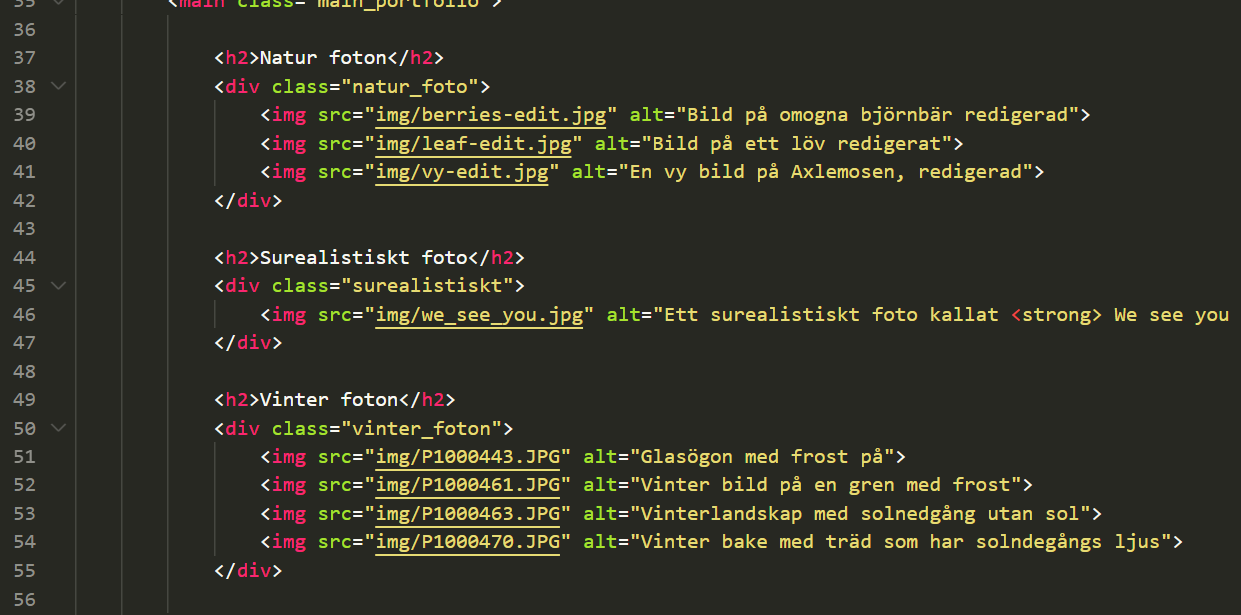 35 <main class="main_portfolio">
36
37 <h2>Natur foton</h2>
38 <div class="natur_foto">
39 <img src="img/berries-edit.jpg" alt="Bild på omogna björnbär redigerad">
40 <img src="img/leaf-edit.jpg" alt="Bild på ett löv redigerat">
41 <img src="img/vy-edit.jpg" alt="En vy bild på Axlemosen, redigerad">
42 </div>
43
44 <h2>Surealistiskt foto</h2>
45 <div class="surealistiskt">
46 <img src="img/we_see_you.jpg" alt="Ett surealistiskt foto kallat <strong> We see you
47 </div>
48
49 <h2>Vinter foton</h2>
50 <div class="vinter_foton">
51 <img src="img/P1000443.JPG" alt="Glasögon med frost på">
52 <img src="img/P1000461.JPG" alt="Vinter bild på en gren med frost">
53 <img src="img/P1000463.JPG" alt="Vinterlandskap med solnedgång utan sol">
54 <img src="img/P1000470.JPG" alt="Vinter bake med träd som har solndegångs ljus">
55 </div>
56